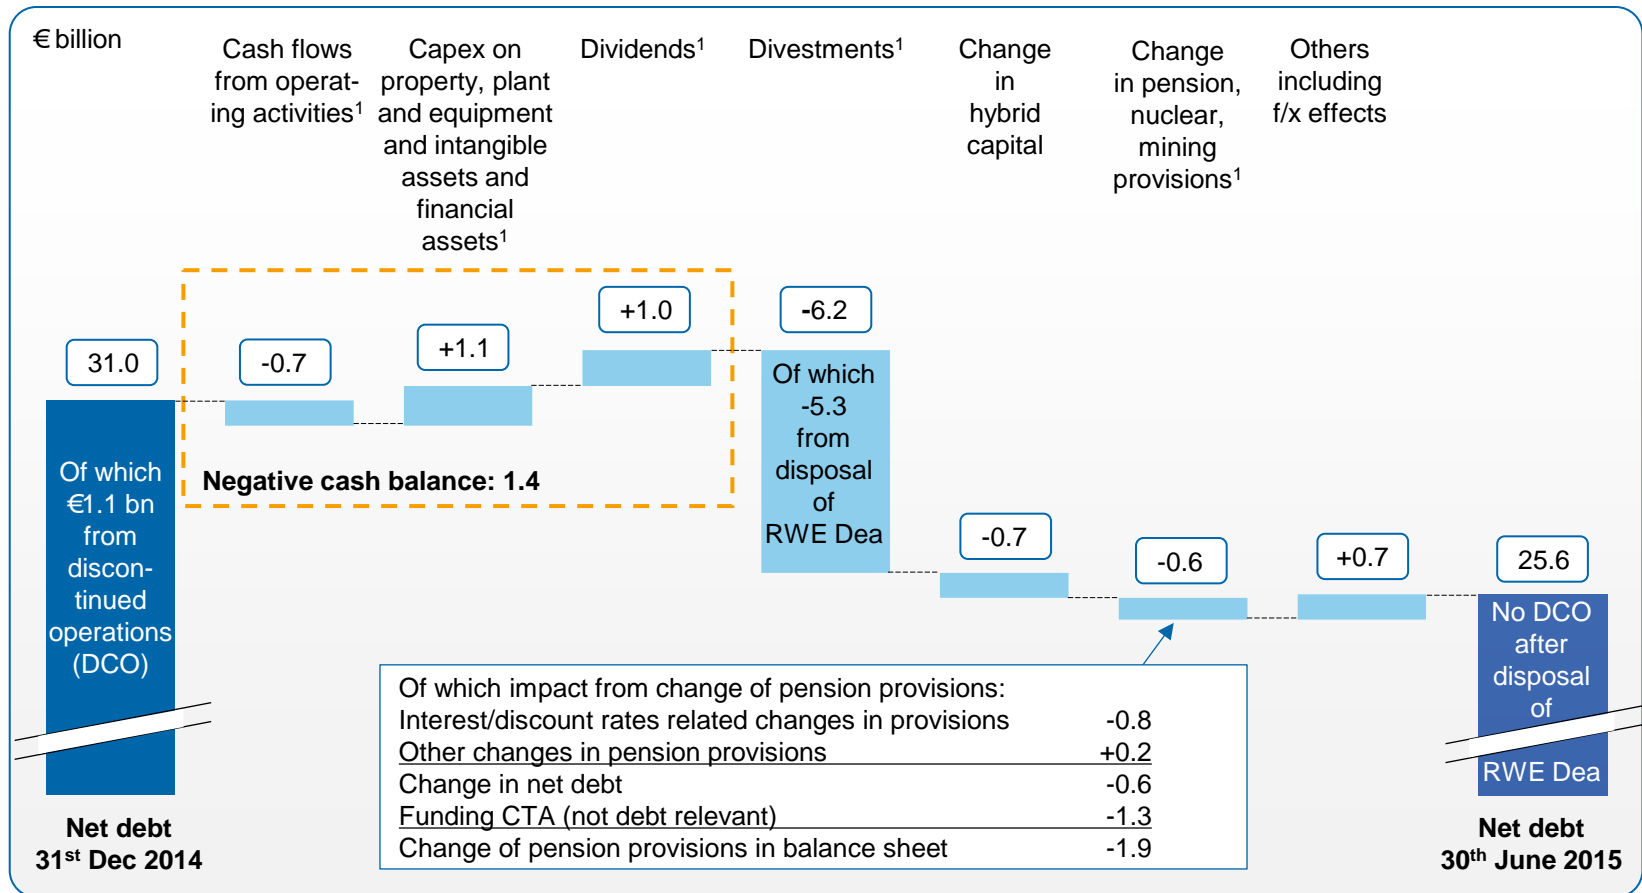 € billion
Cash flows
from operat-
ing activities¹
Capex on
property, plant
and equipment
and intangible
assets and
financial
assets¹
Dividends¹
Divestments¹
Change
in
hybrid
capital
Change
in pension,
nuclear,
mining
provisions¹
Others
including
f/x effects
31.0
-0.7
+1.1
+1.0
-6.2
-0.7
-0.6
+0.7
25.6
Of which
€1.1 bn
from
discon-
tinued
operations
(DCO)
Negative cash balance: 1.4
Of which
-5.3
from
disposal
of
RWE Dea
No DCO
after
disposal
of
RWE Dea
Of which impact from change of pension provisions:
Interest/discount rates related changes in provisions -0.8
Other changes in pension provisions +0.2
Change in net debt -0.6
Funding CTA (not debt relevant) -1.3
Change of pension provisions in balance sheet -1.9
Net debt
31st Dec 2014
Net debt
30th June 2015